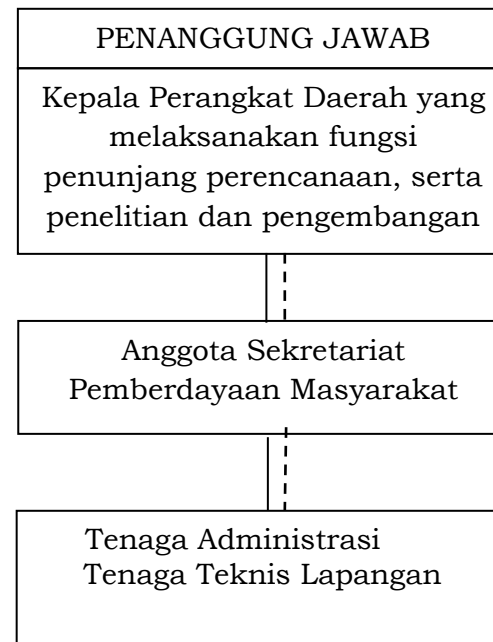 PENANGGUNG JAWAB
Kepala Perangkat Daerah yang
melaksanakan fungsi
penunjang perencanaan, serta
penelitian dan pengembangan
Anggota Sekretariat
Pemberdayaan Masyarakat
Tenaga Administrasi
Tenaga Teknis Lapangan